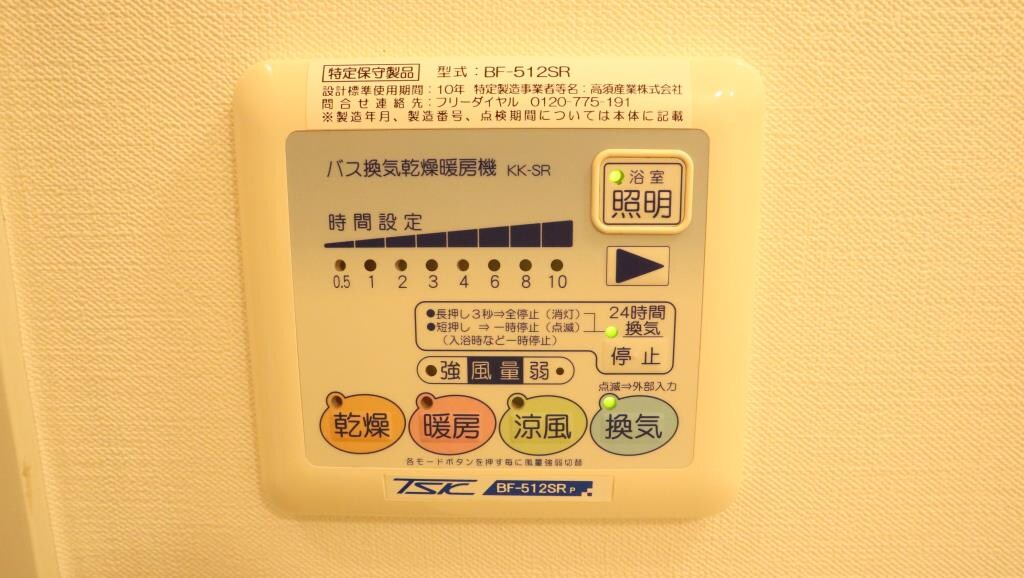 特定保守製品 型式：BF-512SR
設計標準使用期間：10年 特定製造事業者等名：高須産業株式会社
問合せ連絡先：フリーダイヤル 0120-775-191
※製造年月、製造番号、点検期間については本体に記載
バス換気乾燥暖房機 KK-SR
浴室
照明
時間設定
0.5 1 2 3 4 6 8 10
●長押し3秒⇒全停止（消灯）
●短押し ⇒一時停止（点滅）
（入浴時など一時停止）
24時間
換気
停止
強 風量 弱
点滅⇒外部入力
乾燥 暖房 涼風 換気
各モードボタンを押す毎に風量強弱切替
TSK BF-512SR P